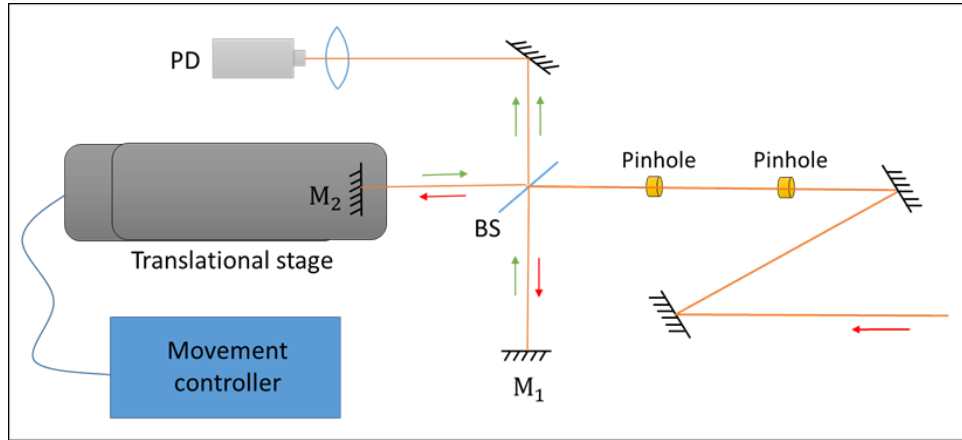 PD
Pinhole
Pinhole
M₂
BS
Translational stage
Movement
controller
M₁